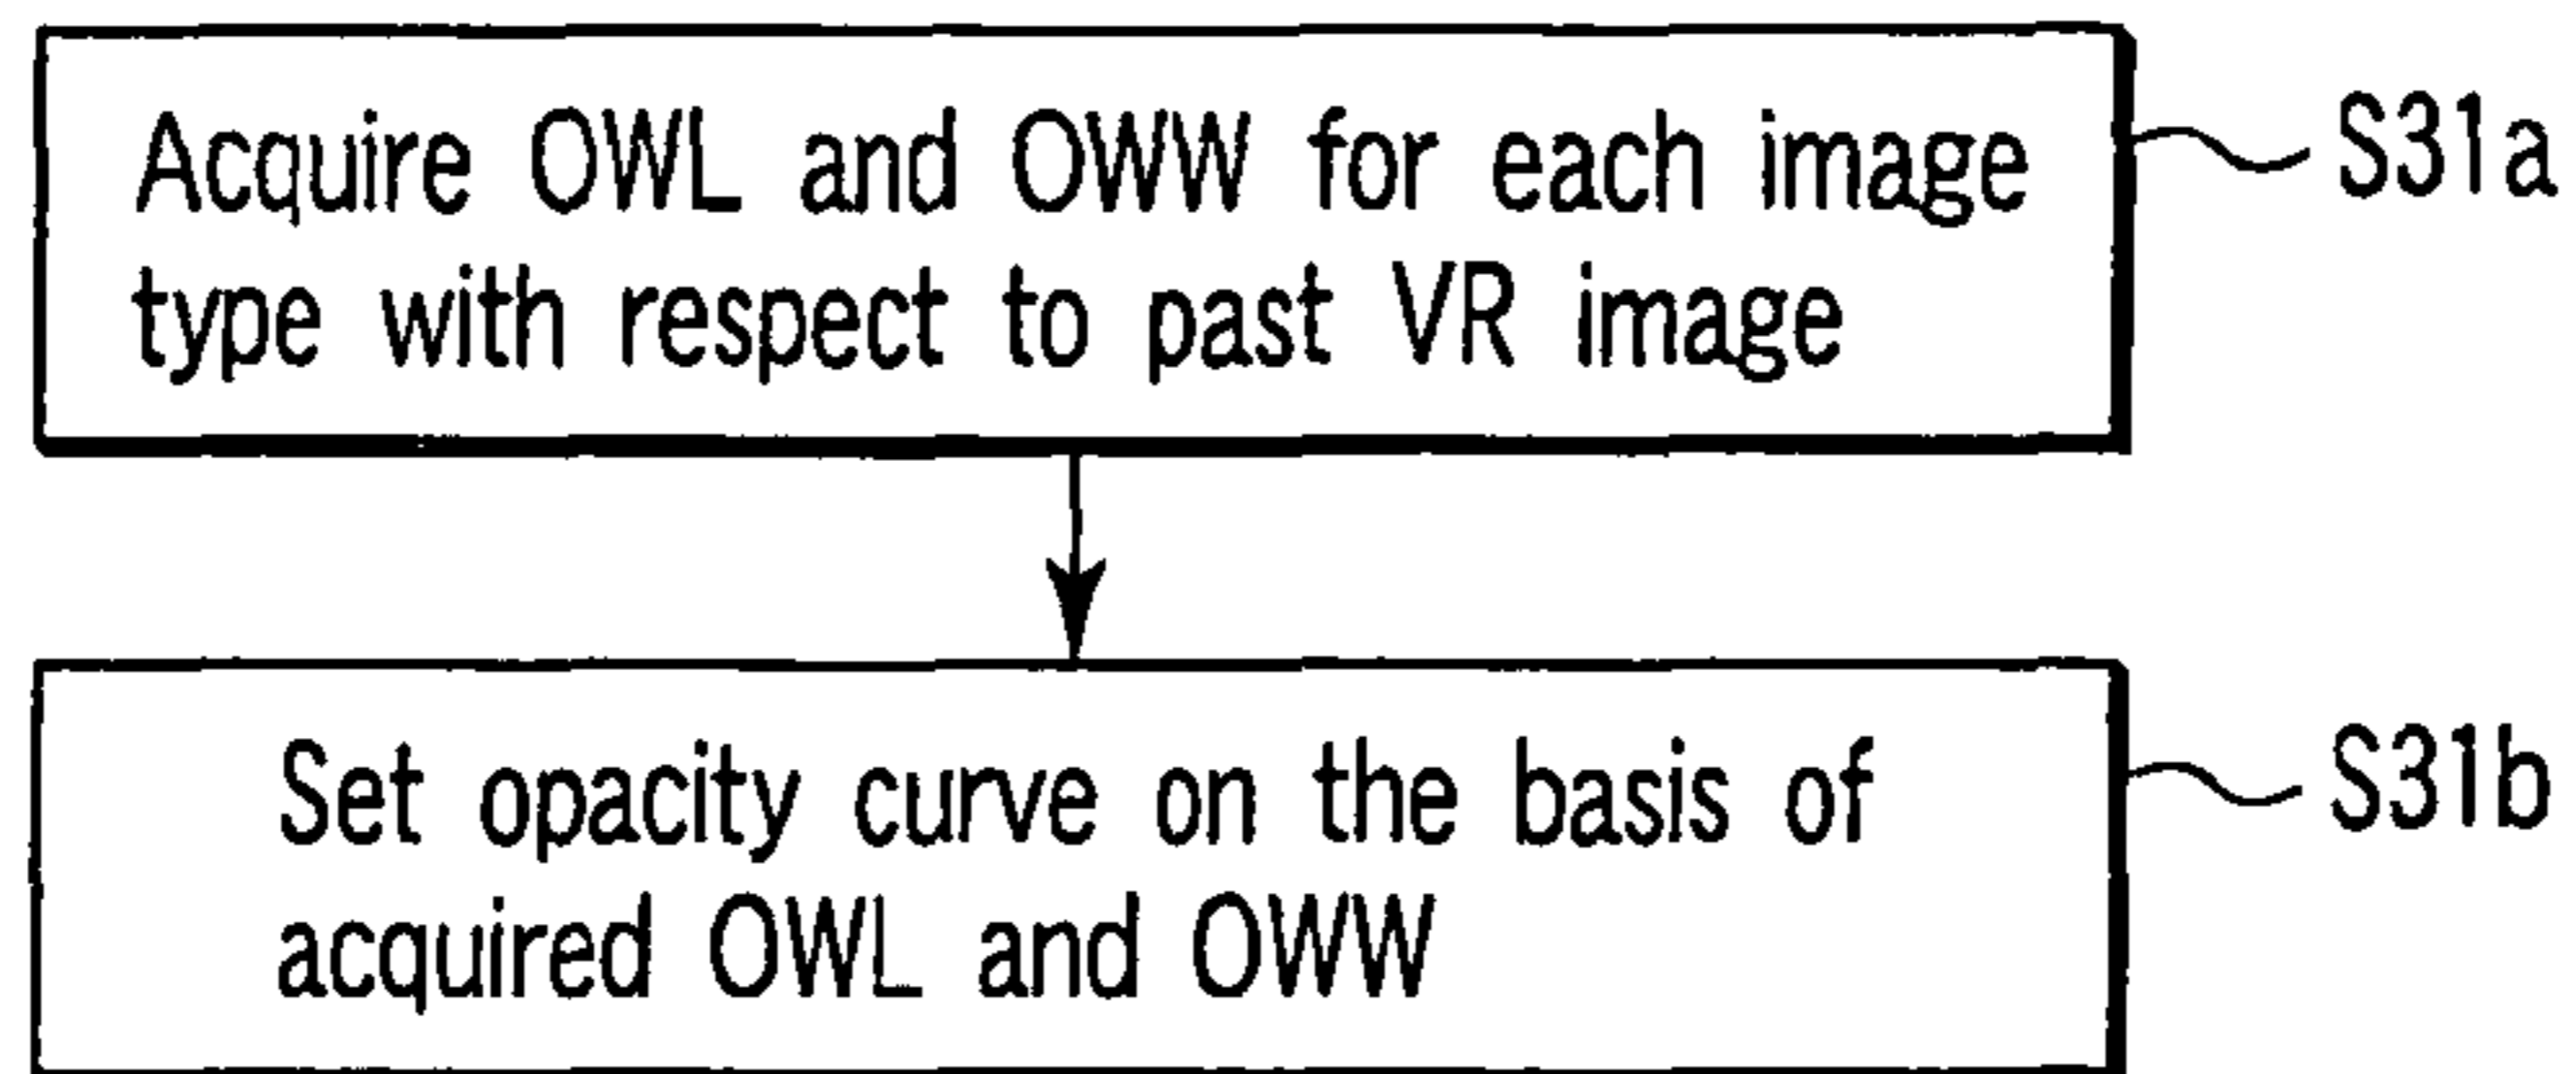 Acquire OWL and OWW for each image
type with respect to past VR image
S31a
Set opacity curve on the basis of
acquired OWL and OWW
S31b